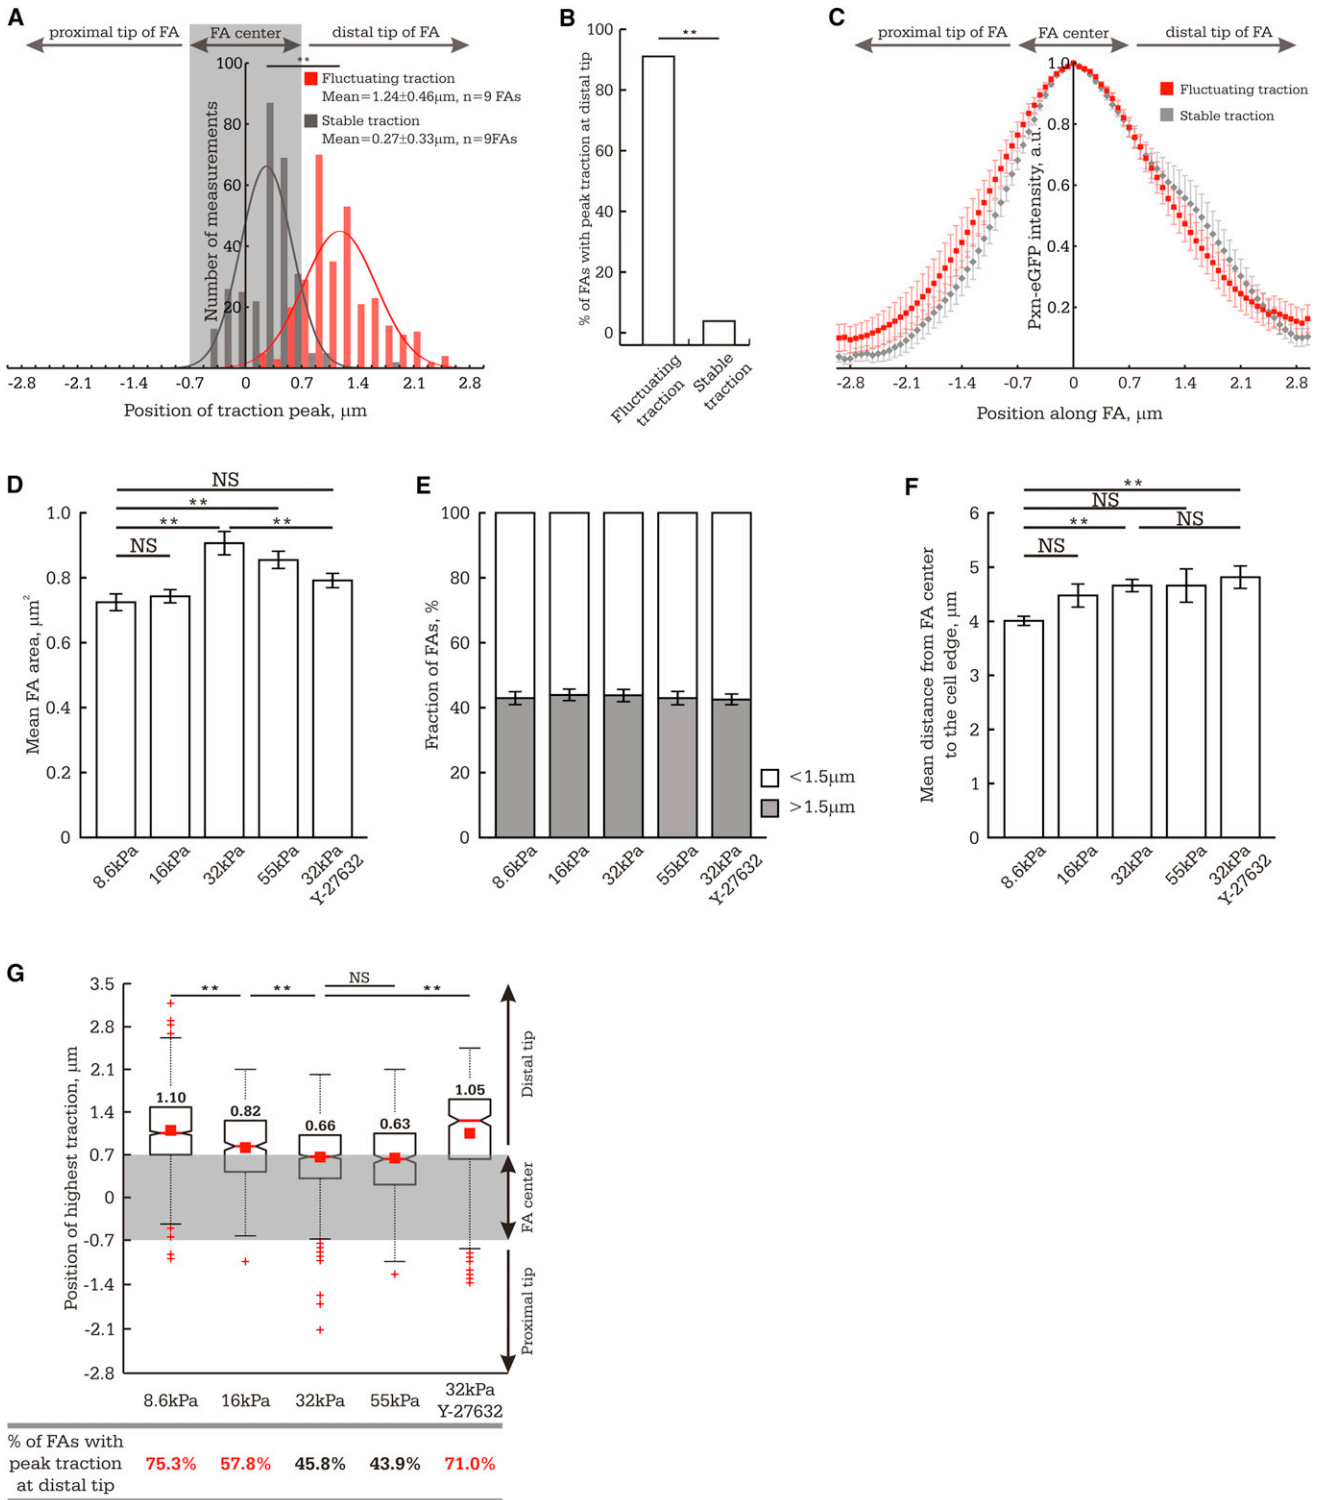 A
proximal tip of FA
FA center
distal tip of FA
**
Number of measurements
100
80
60
40
20
Fluctuating traction
Mean=1.24±0.46µm, n=9 FAs
Stable traction
Mean=0.27±0.33µm, n=9FAs
-2.8 -2.1 -1.4 -0.7 0 0.7 1.4 2.1 2.8
Position of traction peak, µm
B
% of FAs with peak traction at distal tip
100
80
60
40
20
0
**
Fluctuating
traction
Stable
traction
C
proximal tip of FA
FA center
distal tip of FA
Pxn-eGFP intensity, a.u.
1.0
0.8
0.6
0.4
0.2
Fluctuating traction
Stable traction
-2.8 -2.1 -1.4 -0.7 0 0.7 1.4 2.1 2.8
Position along FA, µm
D
Mean FA area, µm²
1.0
0.8
0.6
0.4
0.2
0
NS
**
** **
NS
8.6kPa
16kPa
32kPa
55kPa
32kPa
Y-27632
E
Fraction of FAs, %
100
80
60
40
20
0
<1.5µm
>1.5µm
8.6kPa
16kPa
32kPa
55kPa
32kPa
Y-27632
F
Mean distance from FA center
to the cell edge, µm
6
5
4
3
2
1
0
**
NS
** NS
NS
8.6kPa
16kPa
32kPa
55kPa
32kPa
Y-27632
G
Position of highest traction, µm
3.5
2.8
2.1
1.4
0.7
0
-0.7
-1.4
-2.1
-2.8
** ** NS **
1.10 0.82 0.66 0.63 1.05
Distal tip
FA center
Proximal tip
8.6kPa 16kPa 32kPa 55kPa 32kPa
Y-27632
% of FAs with
peak traction 75.3% 57.8% 45.8% 43.9% 71.0%
at distal tip